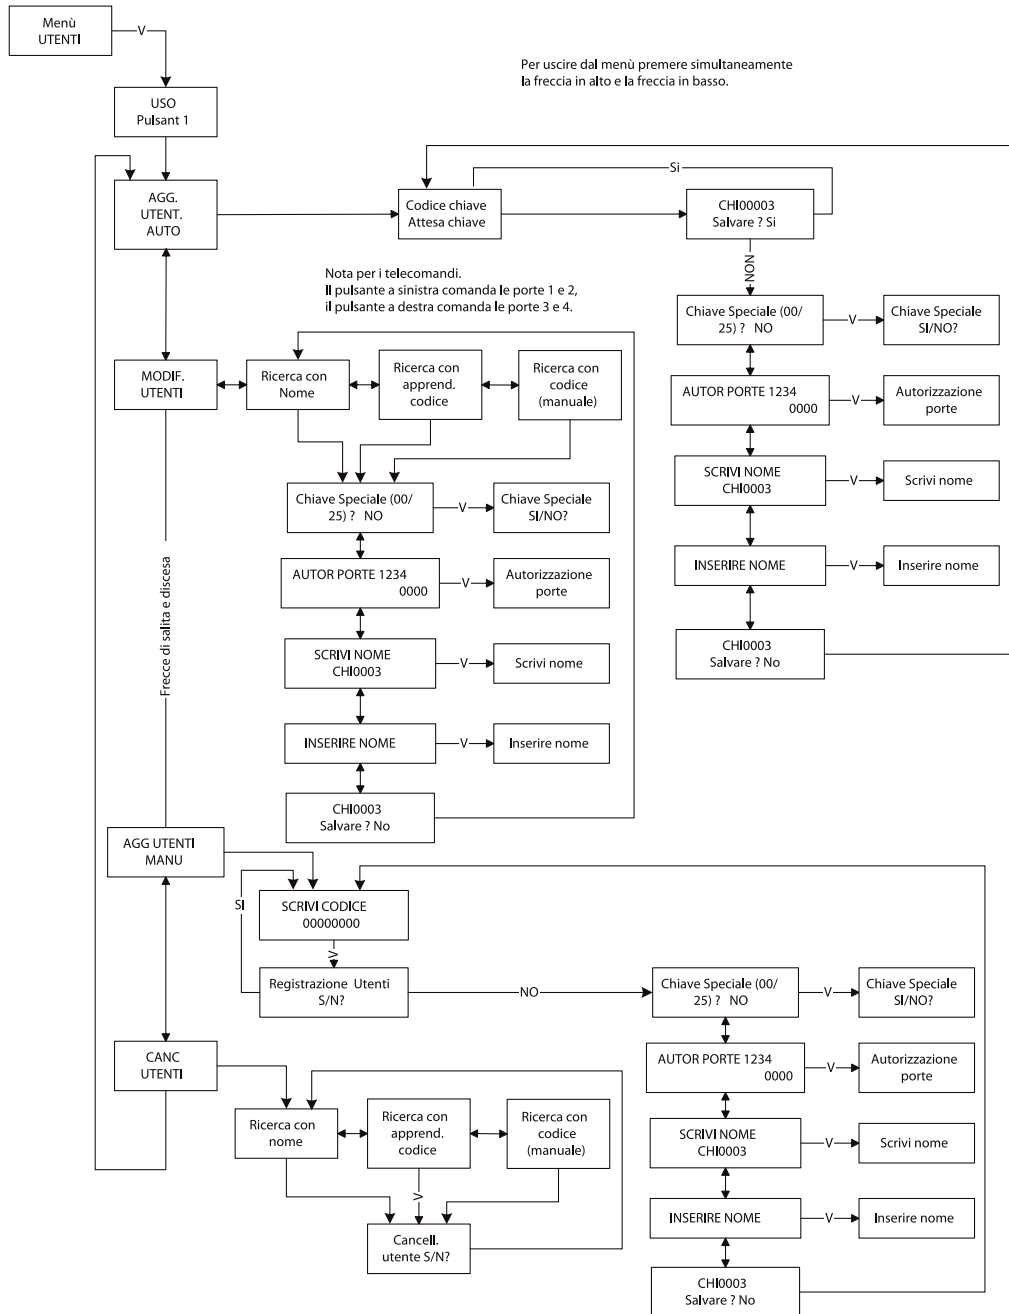 Menù
UTENTI
V
Per uscire dal menù premere simultaneamente
la freccia in alto e la freccia in basso.
USO
Pulsant 1
Si
AGG.
UTENT.
AUTO
Codice chiave
Attesa chiave
CHI00003
Salvare ? Si
NON
Nota per i telecomandi.
Il pulsante a sinistra comanda le porte 1 e 2,
il pulsante a destra comanda le porte 3 e 4.
Chiave Speciale (00/
25) ? NO
V
Chiave Speciale
SI/NO?
MODIF.
UTENTI
Ricerca con
Nome
Ricerca con
apprend.
codice
Ricerca con
codice
(manuale)
AUTOR PORTE 1234
0000
V
Autorizzazione
porte
SCRIVI NOME
CHI0003
V
Scrivi nome
Chiave Speciale (00/
25) ? NO
V
Chiave Speciale
SI/NO?
INSERIRE NOME
V
Inserire nome
AUTOR PORTE 1234
0000
V
Autorizzazione
porte
CHI0003
Salvare ? No
Frecce di salita e discesa
SCRIVI NOME
CHI0003
V
Scrivi nome
INSERIRE NOME
V
Inserire nome
CHI0003
Salvare ? No
AGG UTENTI
MANU
SI
SCRIVI CODICE
00000000
V
Registrazione Utenti
S/N?
NO
Chiave Speciale (00/
25) ? NO
V
Chiave Speciale
SI/NO?
CANC
UTENTI
AUTOR PORTE 1234
0000
V
Autorizzazione
porte
Ricerca con
nome
Ricerca con
apprend.
codice
Ricerca con
codice
(manuale)
SCRIVI NOME
CHI0003
V
Scrivi nome
V
INSERIRE NOME
V
Inserire nome
Cancell.
utente S/N?
CHI0003
Salvare ? No